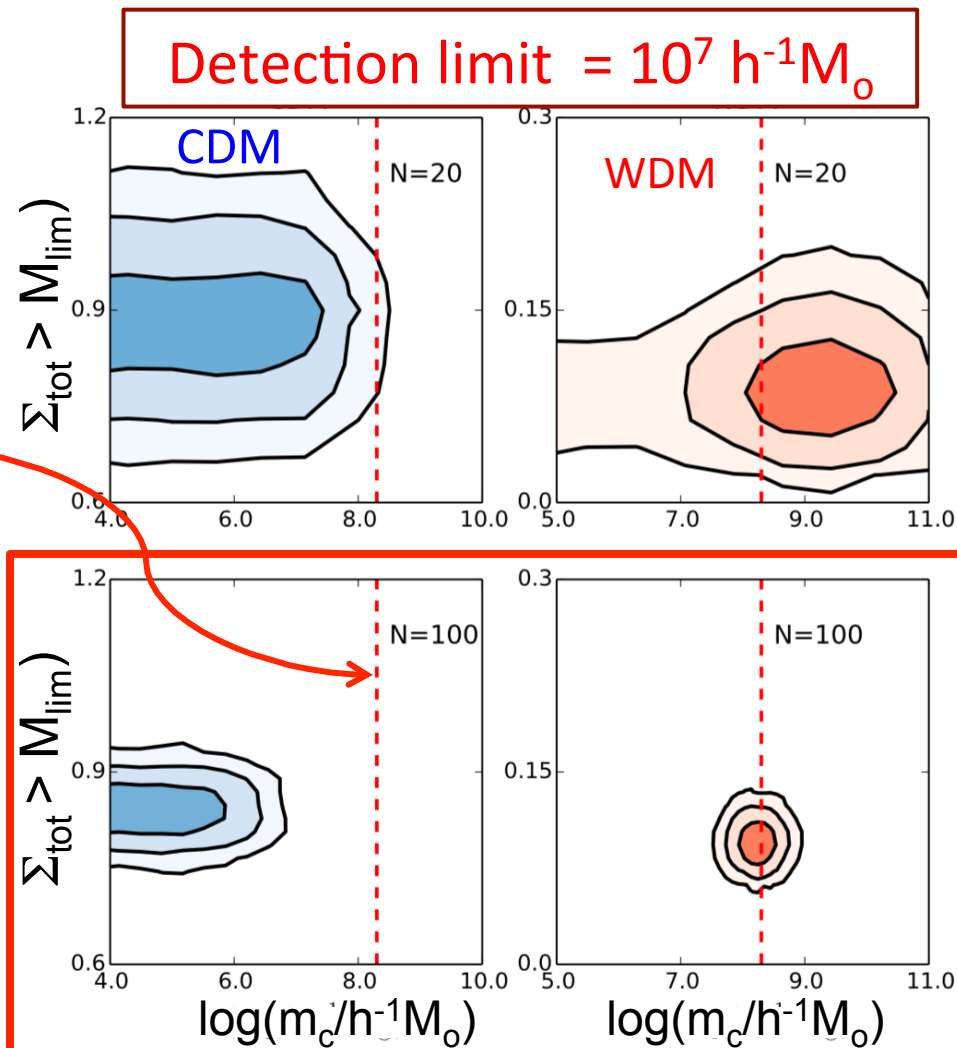 Detection limit = 10⁷ h⁻¹Mₒ
1.2
CDM
N=20
0.9
0.6
4.0 6.0 8.0 10.0
Σtot > Mlim)
0.3
WDM
N=20
0.15
0.0
5.0 7.0 9.0 11.0
1.2
N=100
0.9
0.6
4.0 6.0 8.0 10.0
Σtot > Mlim)
log(mc/h⁻¹Mₒ)
0.3
N=100
0.15
0.0
5.0 7.0 9.0 11.0
log(mc/h⁻¹Mₒ)